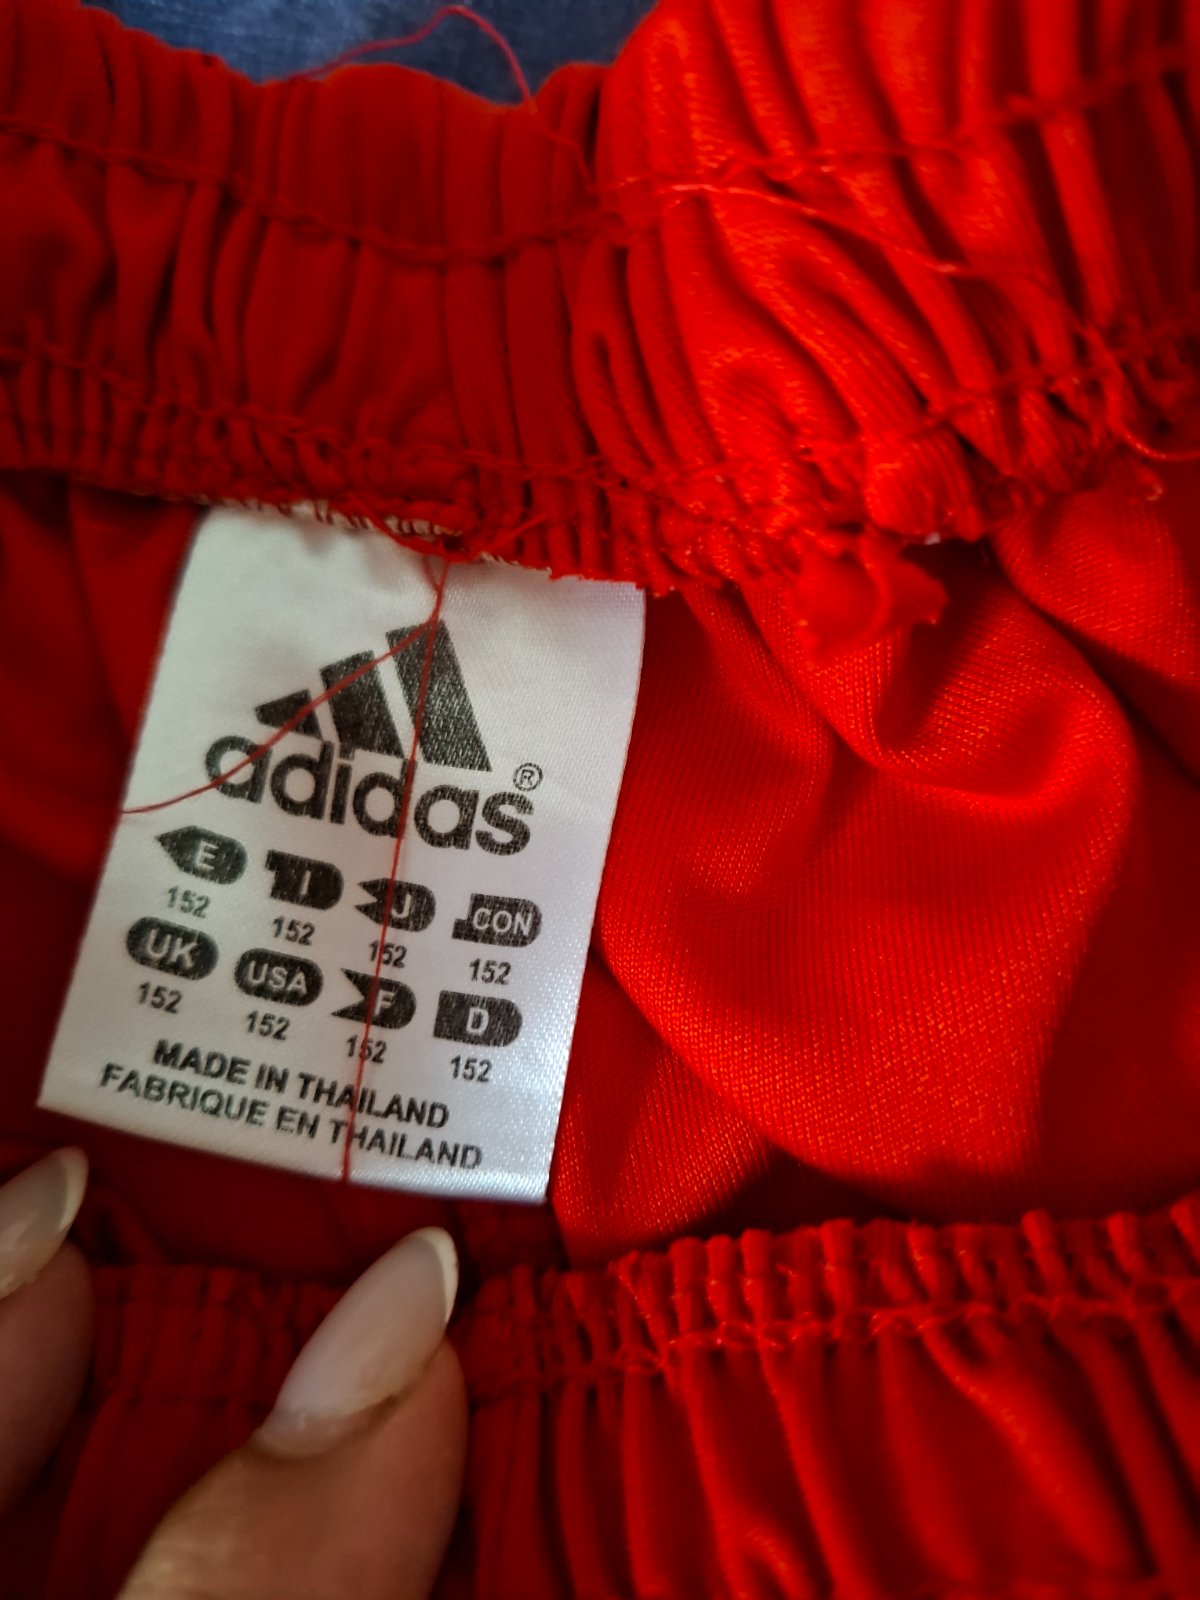 adidas®
E I J CON
152 152 152 152
UK USA F D
152 152 152 152
MADE IN THAILAND
FABRIQUE EN THAILAND